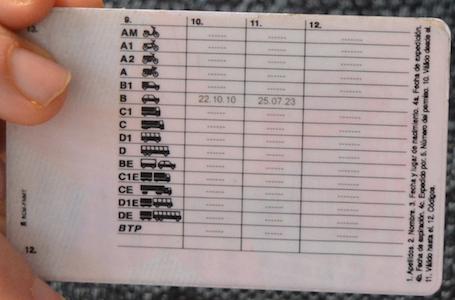 13.
9. 10. 11. 12.
AM ------ ------ ------
A1 ------ ------ ------
A2 ------ ------ ------
A ------ ------ ------
B1 ------ ------ ------
B 22.10.10 25.07.23 ------
C1 ------ ------ ------
C ------ ------ ------
D1 ------ ------ ------
D ------ ------ ------
BE ------ ------ ------
C1E ------ ------ ------
CE ------ ------ ------
D1E ------ ------ ------
DE ------ ------ ------
BTP ------ ------ ------
12.
1. Apellidos. 2. Nombre. 3. Fecha y lugar de nacimiento. 4a. Fecha de expedición.
4b. Fecha de expiración. 4c. Expedido por. 5. Número del permiso. 10. Válido desde el.
11. Válido hasta el. 12. Códigos.